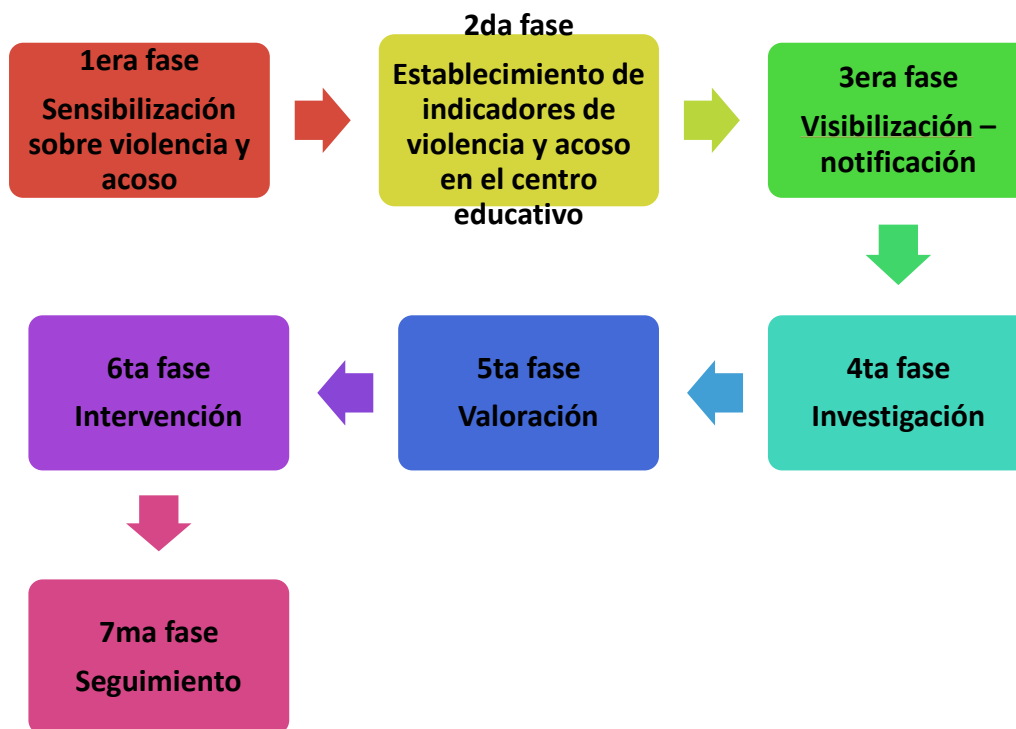 1era fase
Sensibilización
sobre violencia y
acoso
2da fase
Establecimiento de
indicadores de
violencia y acoso
en el centro
educativo
3era fase
Visibilización –
notificación
4ta fase
Investigación
5ta fase
Valoración
6ta fase
Intervención
7ma fase
Seguimiento